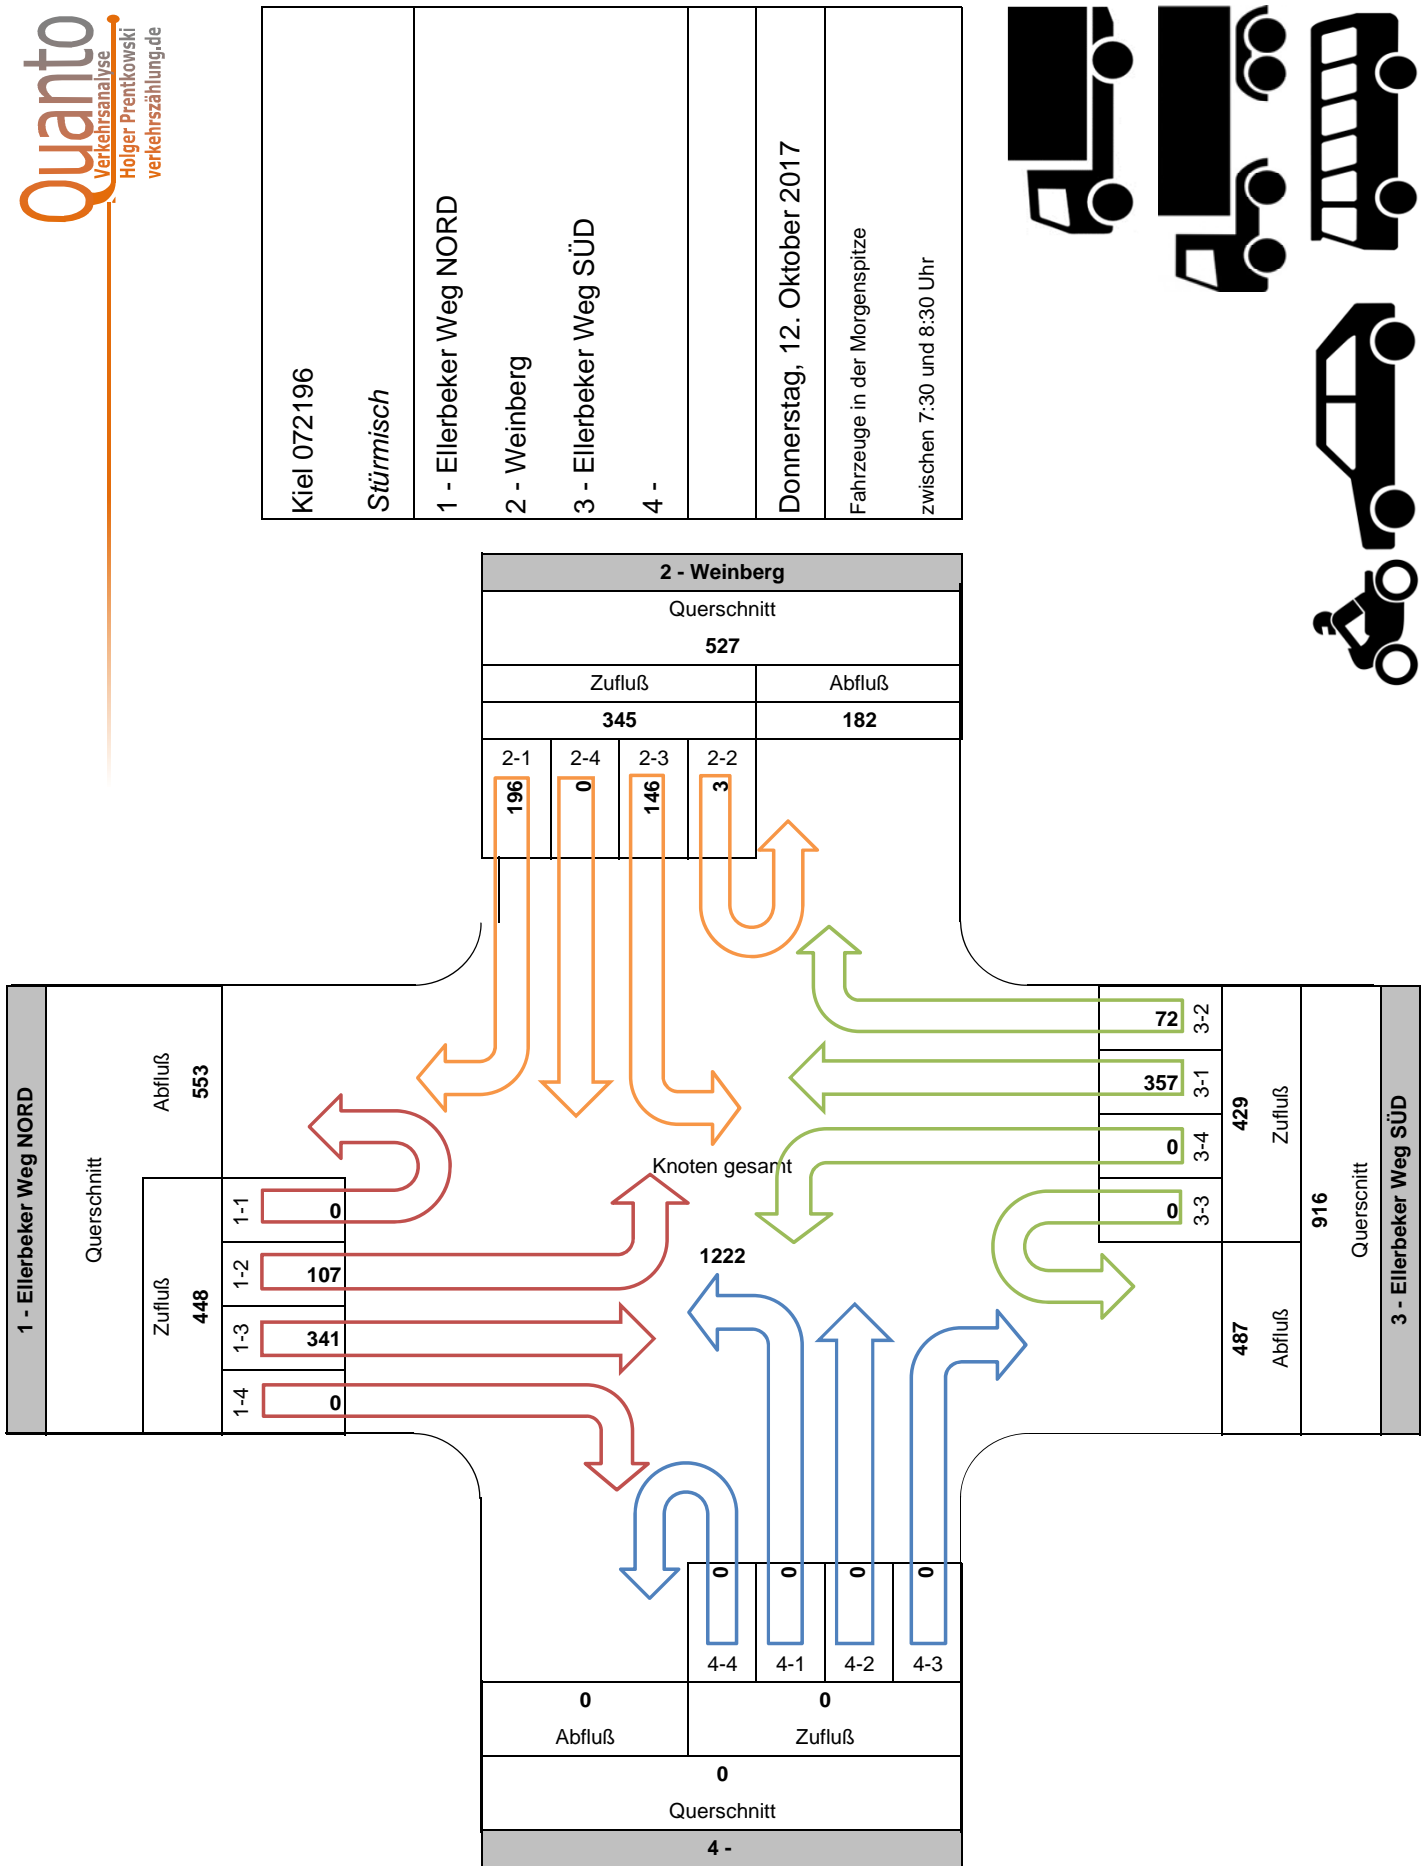 Quanto
Verkehrsanalyse
Holger Prentkowski
verkehrszählung.de
Kiel 072196
Stürmisch
1 - Ellerbeker Weg NORD
2 - Weinberg
3 - Ellerbeker Weg SÜD
4 -
Donnerstag, 12. Oktober 2017
Fahrzeuge in der Morgenspitze
zwischen 7:30 und 8:30 Uhr
2 - Weinberg
Querschnitt
527
Zufluß Abfluß
345 182
2-1 2-4 2-3 2-2
196 0 146 3
1 - Ellerbeker Weg NORD
Querschnitt
Abfluß
553
Zufluß
448
1-1 0
1-2 107
1-3 341
1-4 0
Knoten gesamt
1222
72 3-2
357 3-1
0 3-4
0 3-3
429
Zufluß
487
Abfluß
916
Querscnitt
3 - Ellerbeker Weg SÜD
0 0 0 0
4-4 4-1 4-2 4-3
0 0
Abfluß Zufluß
0
Querschnitt
4 -